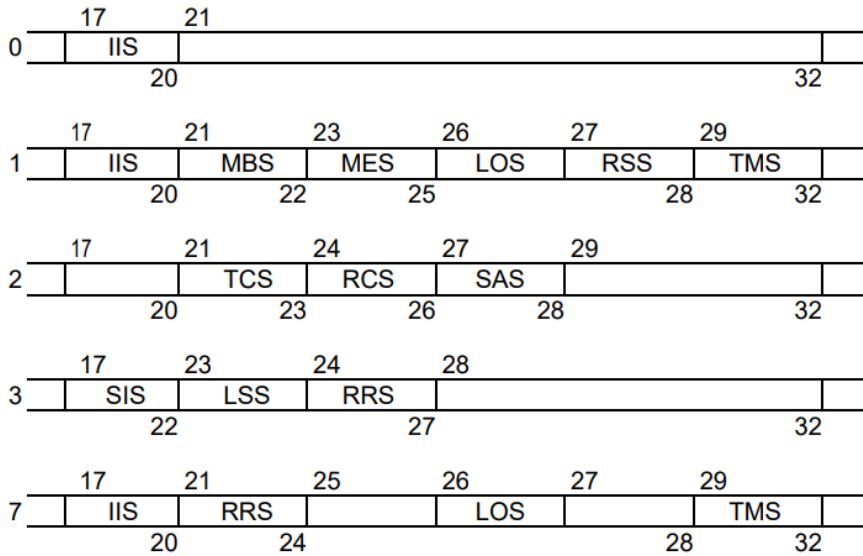 17 21
0 IIS
20 32
17 21 23 26 27 29
1 IIS MBS MES LOS RSS TMS
20 22 25 28 32
17 21 24 27 29
2 TCS RCS SAS
20 23 26 28 32
17 23 24 28
3 SIS LSS RRS
22 27 32
17 21 25 26 27 29
7 IIS RRS LOS TMS
20 24 28 32